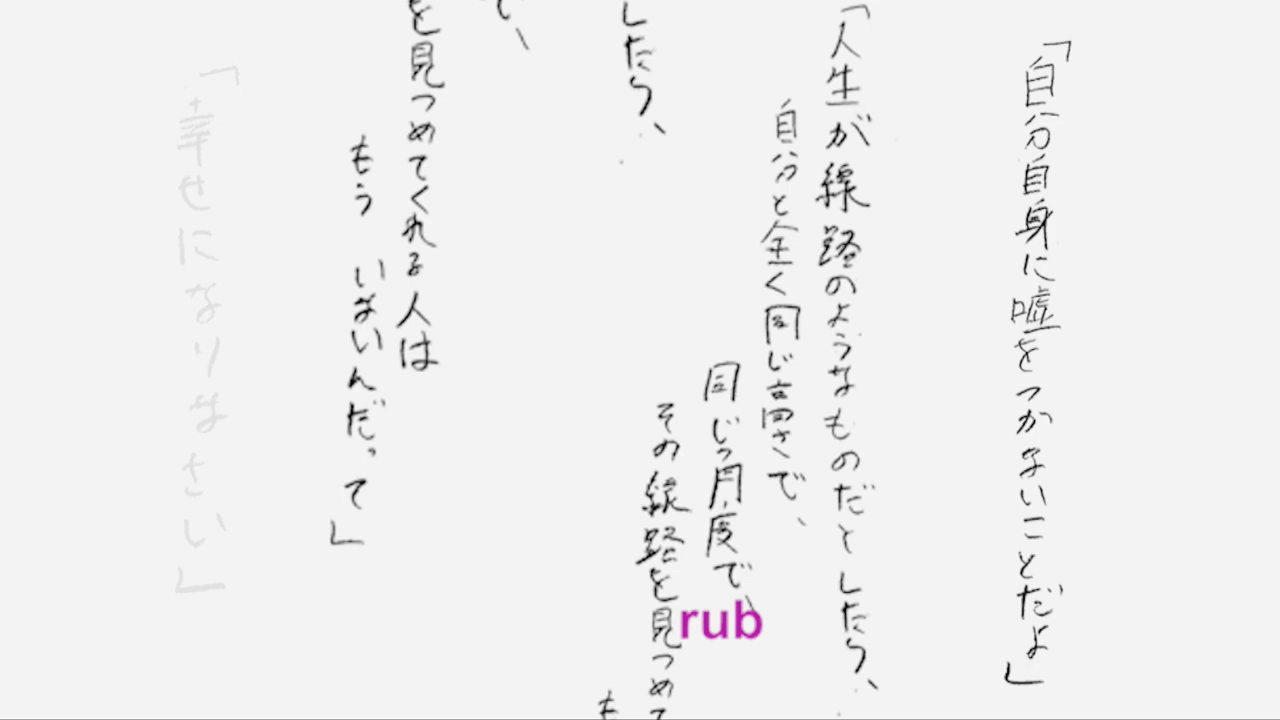 「自分自身に嘘をつかないことだよ」
「人生が線路のようなものだとしたら、
自分と全く同じ高さで、
同じ角度で、
その線路を見つめて
も
したら、
で、
を見つめてくれる人は
もう いないんだって」
「幸せになりなさい」
rub